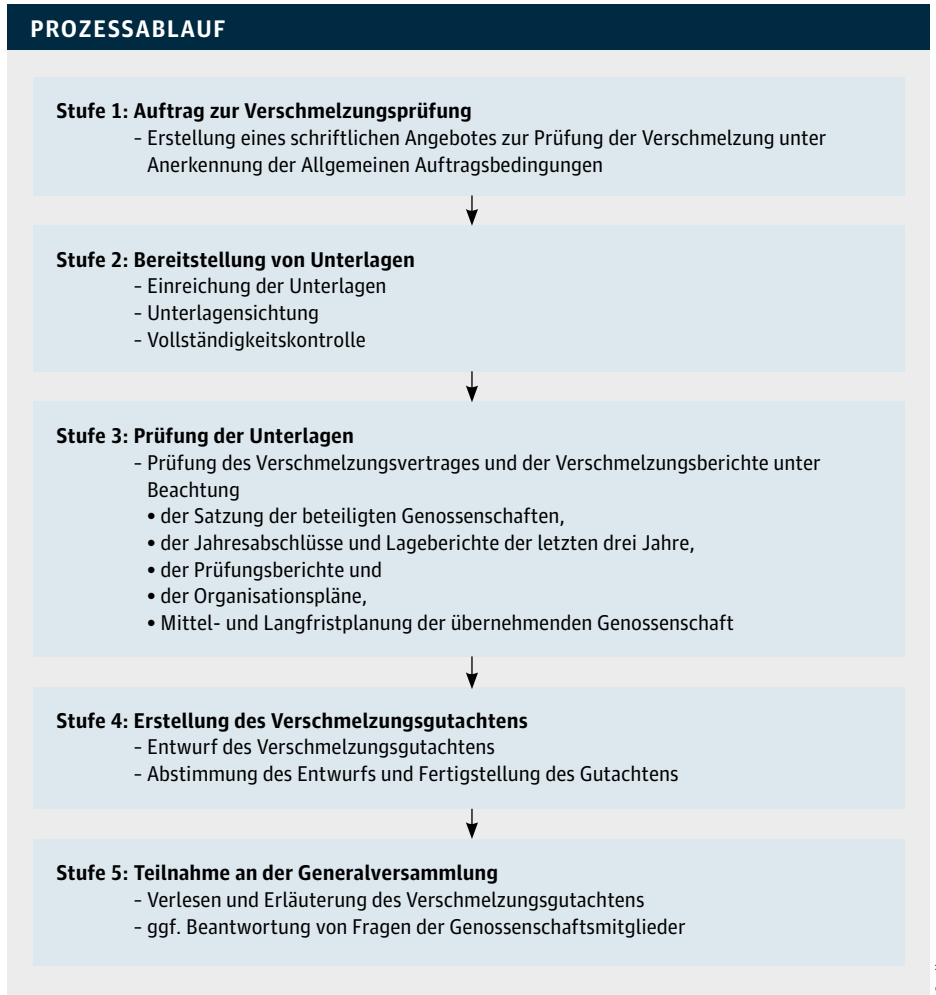 PROZESSABLAUF
Stufe 1: Auftrag zur Verschmelzungsprüfung
- Erstellung eines schriftlichen Angebotes zur Prüfung der Verschmelzung unter
Anerkennung der Allgemeinen Auftragsbedingungen
Stufe 2: Bereitstellung von Unterlagen
- Einreichung der Unterlagen
- Unterlagensichtung
- Vollständigkeitskontrolle
Stufe 3: Prüfung der Unterlagen
- Prüfung des Verschmelzungsvertrages und der Verschmelzungsberichte unter
Beachtung
• der Satzung der beteiligten Genossenschaften,
• der Jahresabschlüsse und Lageberichte der letzten drei Jahre,
• der Prüfungsberichte und
• der Organisationspläne,
• Mittel- und Langfristplanung der übernehmenden Genossenschaft
Stufe 4: Erstellung des Verschmelzungsgutachtens
- Entwurf des Verschmelzungsgutachtens
- Abstimmung des Entwurfs und Fertigstellung des Gutachtens
Stufe 5: Teilnahme an der Generalversammlung
- Verlesen und Erläuterung des Verschmelzungsgutachtens
- ggf. Beantwortung von Fragen der Genossenschaftsmitglieder